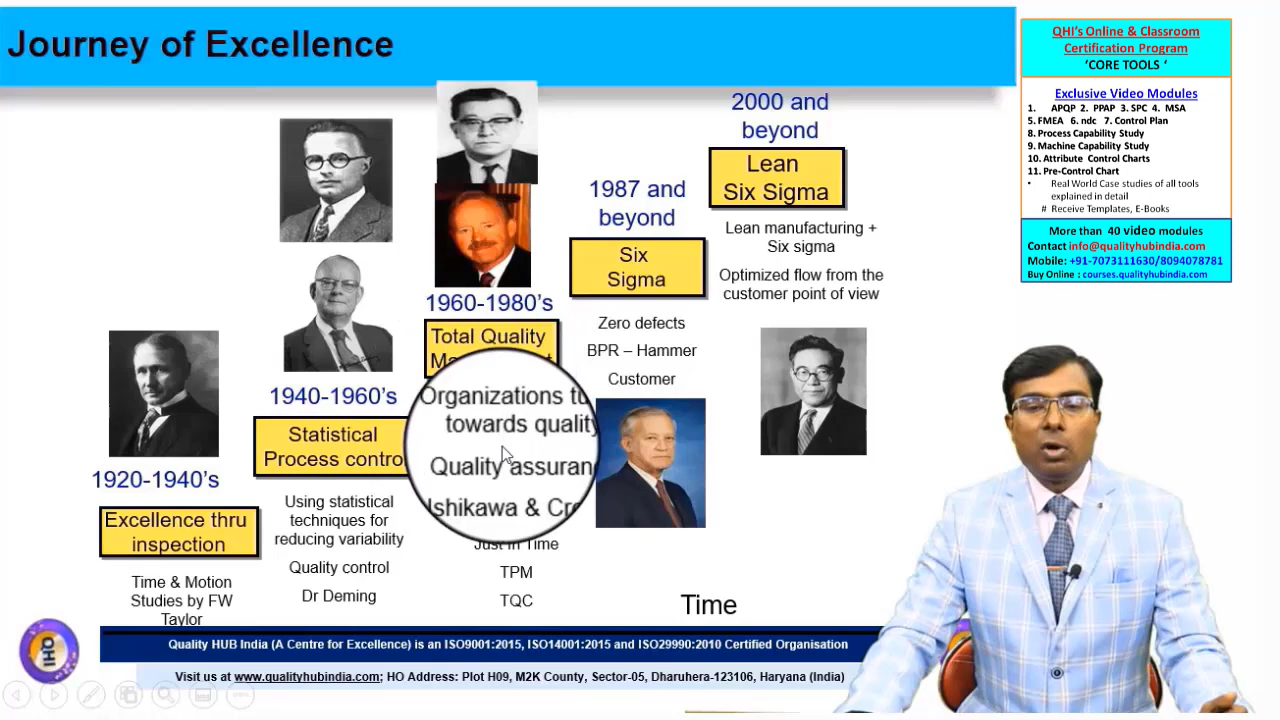 Journey of Excellence
1920-1940’s
Excellence thru
inspection
Time & Motion
Studies by FW
Taylor
1940-1960’s
Statistical
Process contro
Using statistical
techniques for
reducing variability
Quality control
Dr Deming
1960-1980’s
Total Quality
Organizations tu
towards quality
Quality assuran
Ishikawa & Cro
Just in Time
TPM
TQC
1987 and
beyond
Six
Sigma
Zero defects
BPR – Hammer
Customer
2000 and
beyond
Lean
Six Sigma
Lean manufacturing +
Six sigma
Optimized flow from the
customer point of view
Time
QHI’s Online & Classroom
Certification Program
‘CORE TOOLS ‘
Exclusive Video Modules
1. APQP 2. PPAP 3. SPC 4. MSA
5. FMEA 6. ndc 7. Control Plan
8. Process Capability Study
9. Machine Capability Study
10. Attribute Control Charts
11. Pre-Control Chart
• Real World Case studies of all tools
explained in detail
# Receive Templates, E-Books
More than 40 video modules
Contact info@qualityhubindia.com
Mobile: +91-7073111630/8094078781
Buy Online : courses.qualityhubindia.com
QHI
Quality HUB India (A Centre for Excellence) is an ISO9001:2015, ISO14001:2015 and ISO29990:2010 Certified Organisation
Visit us at www.qualityhubindia.com; HO Address: Plot H09, M2K County, Sector-05, Dharuhera-123106, Haryana (India)